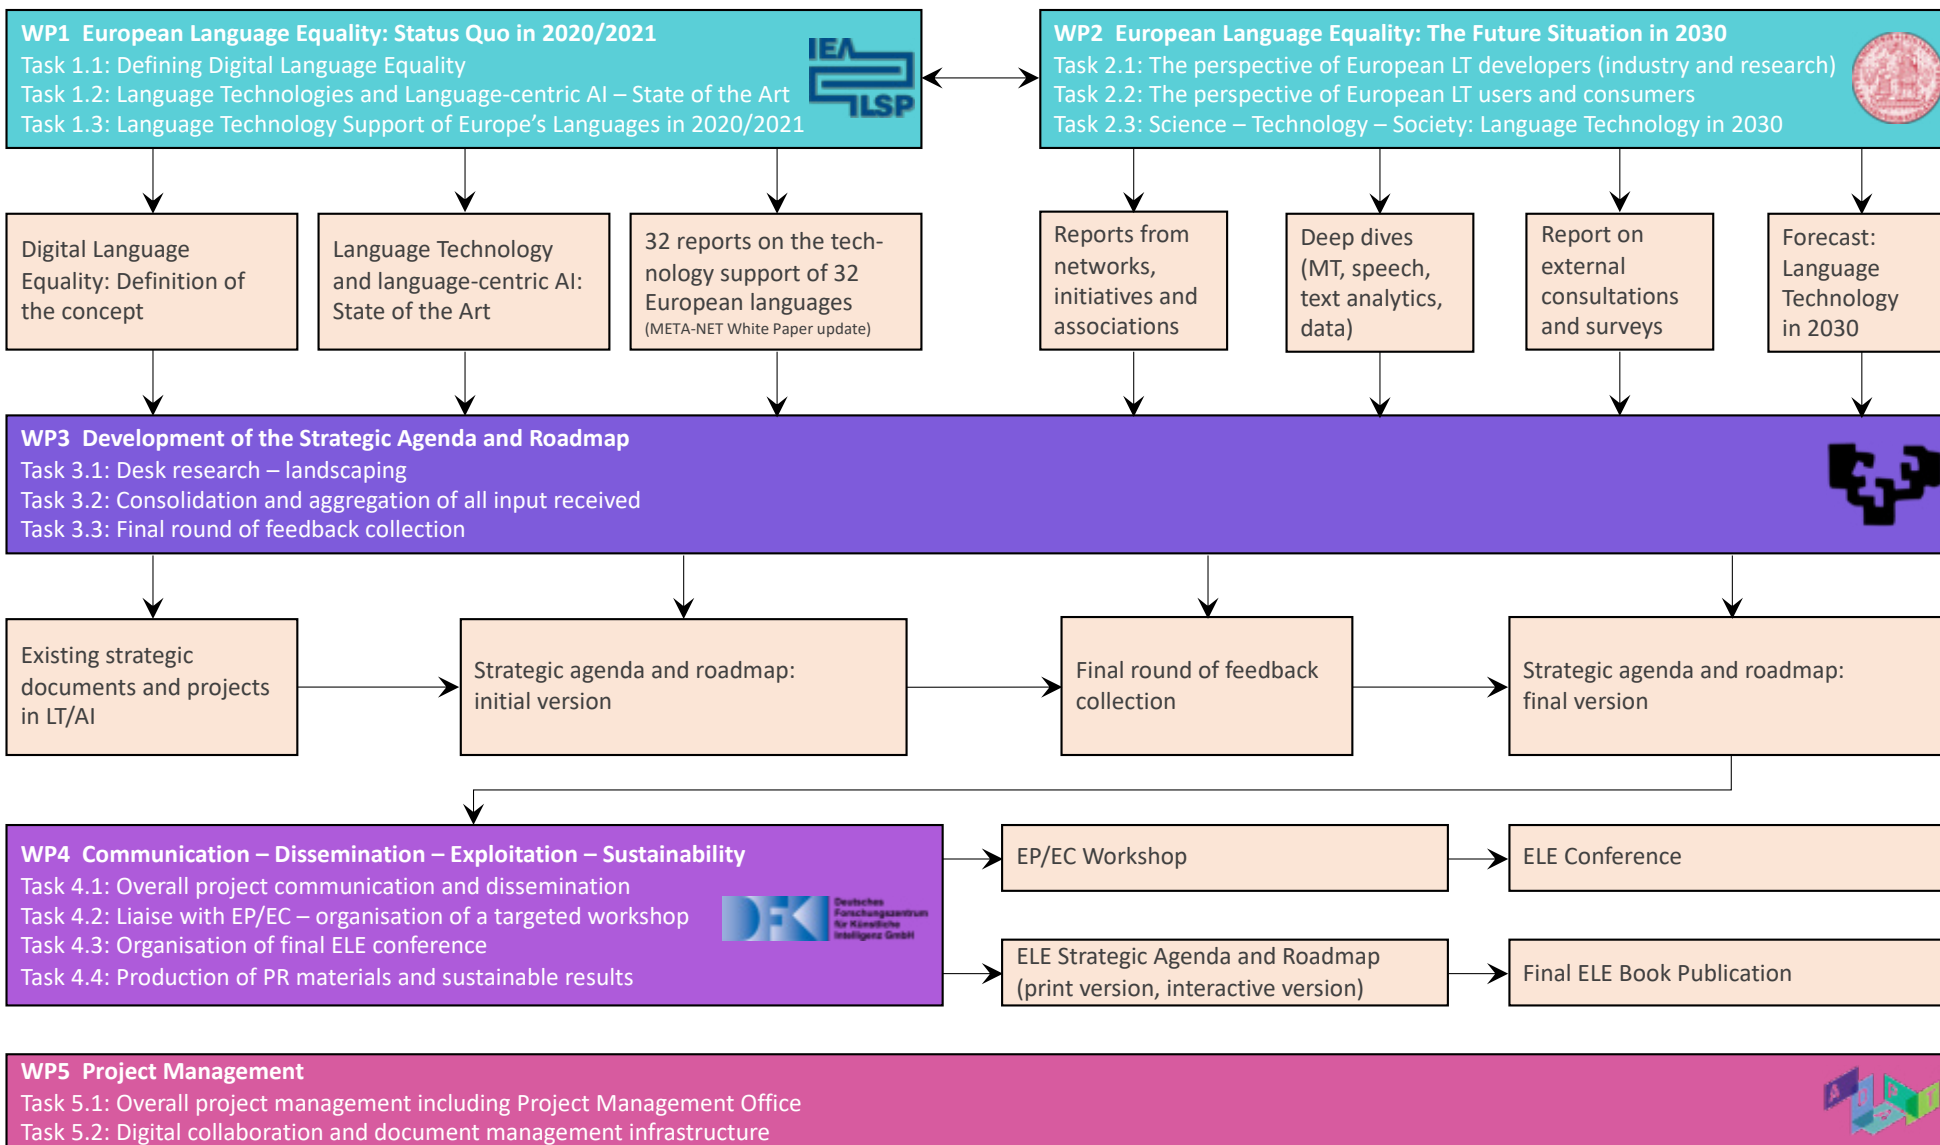 WP1 European Language Equality: Status Quo in 2020/2021
Task 1.1: Defining Digital Language Equality
Task 1.2: Language Technologies and Language-centric AI – State of the Art
Task 1.3: Language Technology Support of Europe's Languages in 2020/2021
IEA
ILSP
WP2 European Language Equality: The Future Situation in 2030
Task 2.1: The perspective of European LT developers (industry and research)
Task 2.2: The perspective of European LT users and consumers
Task 2.3: Science – Technology – Society: Language Technology in 2030
Digital Language
Equality: Definition of
the concept
Language Technology
and language-centric AI:
State of the Art
32 reports on the tech-
nology support of 32
European languages
(META-NET White Paper update)
Reports from
networks,
initiatives and
associations
Deep dives
(MT, speech,
text analytics,
data)
Report on
external
consultations
and surveys
Forecast:
Language
Technology
in 2030
WP3 Development of the Strategic Agenda and Roadmap
Task 3.1: Desk research – landscaping
Task 3.2: Consolidation and aggregation of all input received
Task 3.3: Final round of feedback collection
Existing strategic
documents and projects
in LT/AI
Strategic agenda and roadmap:
initial version
Final round of feedback
collection
Strategic agenda and roadmap:
final version
WP4 Communication – Dissemination – Exploitation – Sustainability
Task 4.1: Overall project communication and dissemination
Task 4.2: Liaise with EP/EC – organisation of a targeted workshop
Task 4.3: Organisation of final ELE conference
Task 4.4: Production of PR materials and sustainable results
DFK
Deutsches
Forschungszentrum
für Künstliche
Intelligenz GmbH
EP/EC Workshop
ELE Conference
ELE Strategic Agenda and Roadmap
(print version, interactive version)
Final ELE Book Publication
WP5 Project Management
Task 5.1: Overall project management including Project Management Office
Task 5.2: Digital collaboration and document management infrastructure
ADAPT